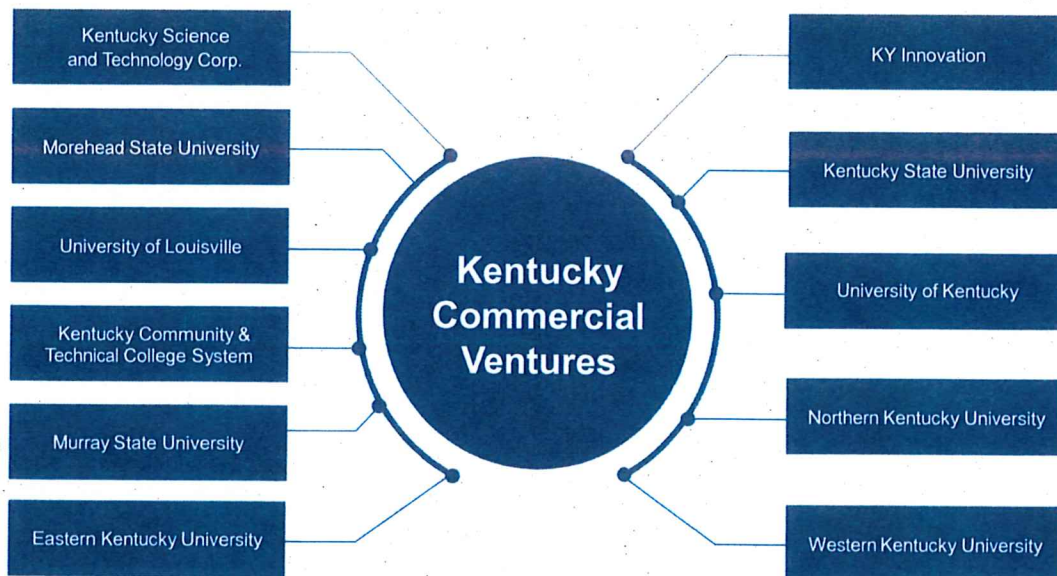 Kentucky Science
and Technology Corp.
Morehead State University
University of Louisville
Kentucky Community &
Technical College System
Murray State University
Eastern Kentucky University
Kentucky
Commercial
Ventures
KY Innovation
Kentucky State University
University of Kentucky
Northern Kentucky University
Western Kentucky University